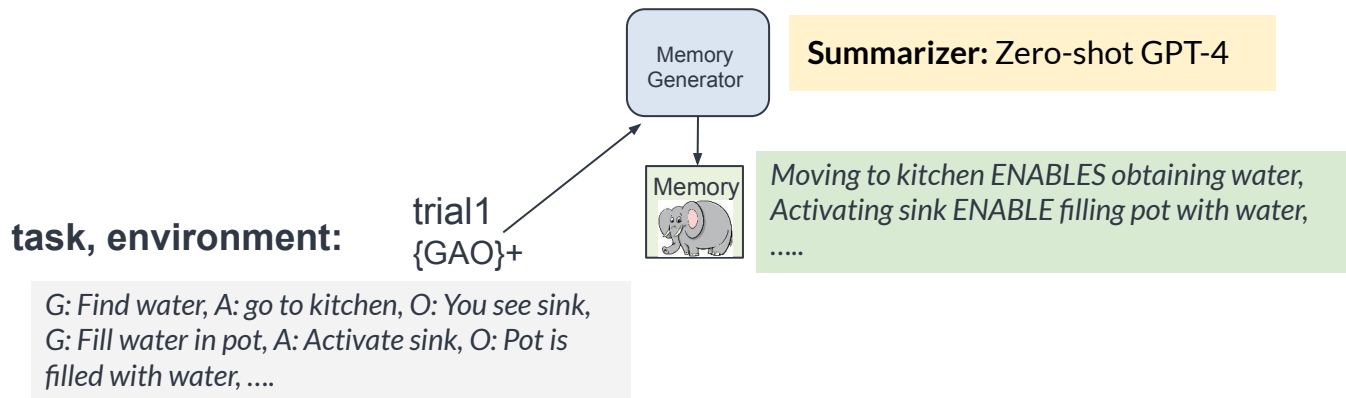 Memory
Generator
Summarizer: Zero-shot GPT-4
Memory
Moving to kitchen ENABLES obtaining water,
Activating sink ENABLE filling pot with water,
…..
trial1
{GAO}+
task, environment:
G: Find water, A: go to kitchen, O: You see sink,
G: Fill water in pot, A: Activate sink, O: Pot is
filled with water, ….